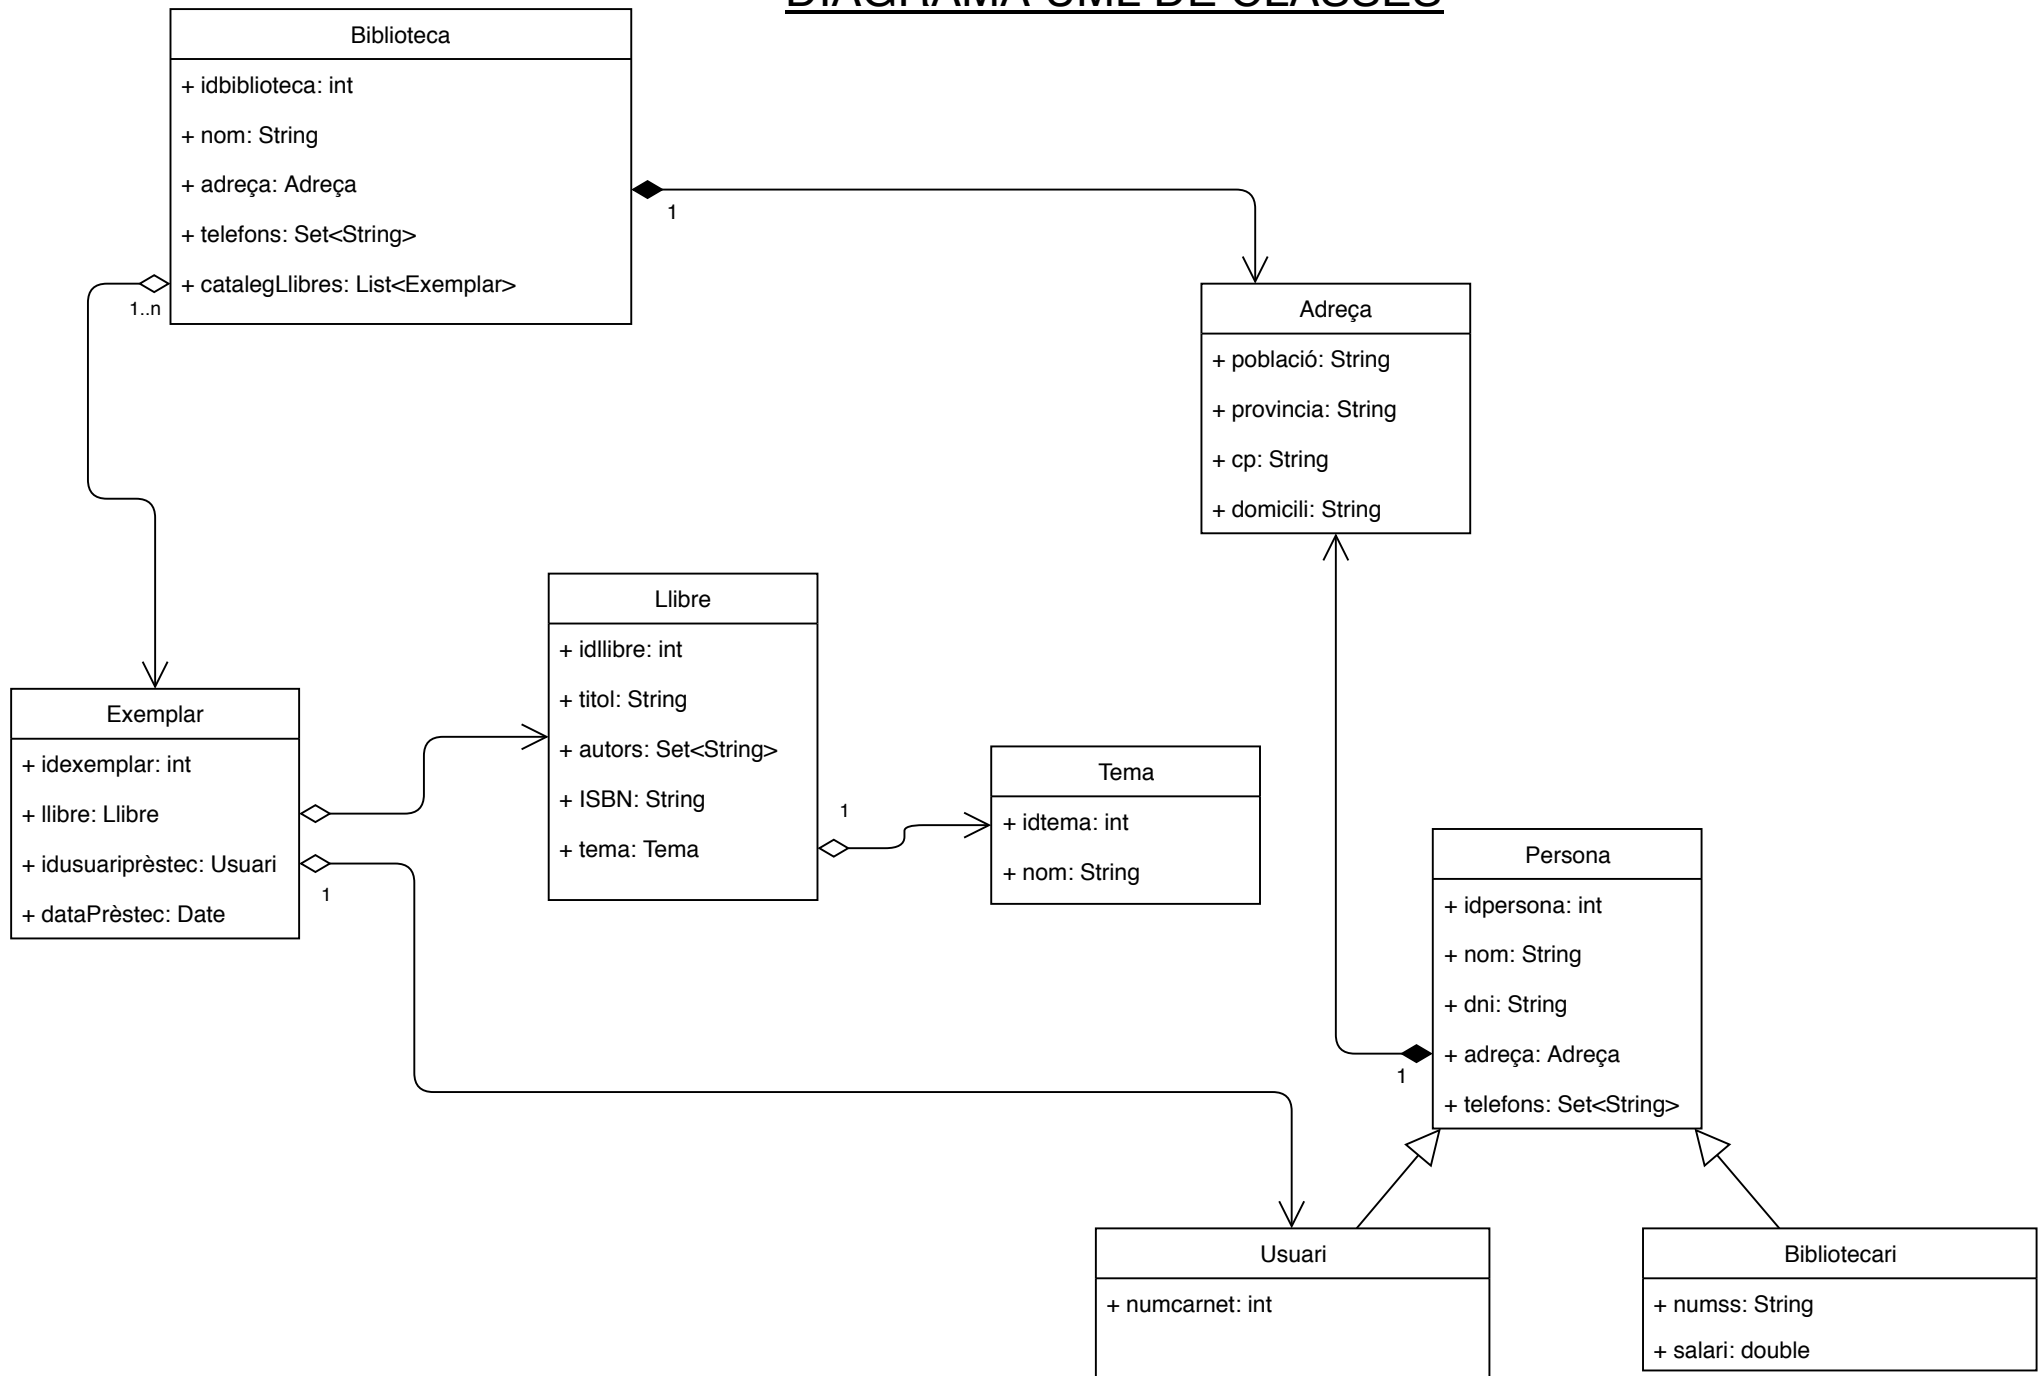 DIAGRAMA UML DE CLASSES
Biblioteca
+ idbiblioteca: int
+ nom: String
+ adreça: Adreça
+ telefons: Set<String>
+ catalegLlibres: List<Exemplar>
1
1..n
Adreça
+ població: String
+ provincia: String
+ cp: String
+ domicili: String
Llibre
+ idllibre: int
+ titol: String
+ autors: Set<String>
+ ISBN: String
+ tema: Tema
1
Exemplar
+ idexemplar: int
+ llibre: Llibre
+ idusuariprèstec: Usuari
+ dataPrèstec: Date
1
Tema
+ idtema: int
+ nom: String
Persona
+ idpersona: int
+ nom: String
+ dni: String
+ adreça: Adreça
+ telefons: Set<String>
1
Usuari
+ numcarnet: int
Bibliotecari
+ numss: String
+ salari: double